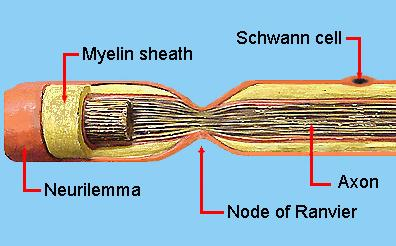 Schwann cell
Myelin sheath
Neurilemma
Axon
Node of Ranvier